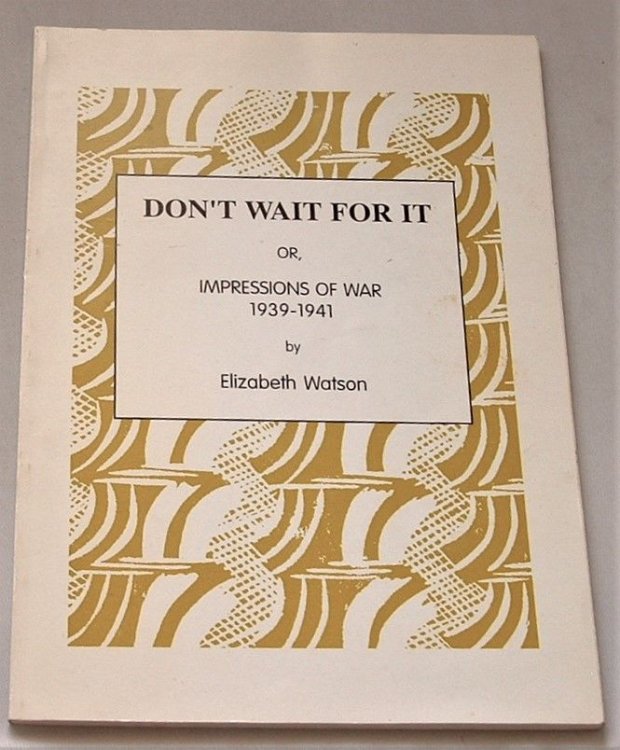 DON'T WAIT FOR IT
OR,
IMPRESSIONS OF WAR
1939-1941
by
Elizabeth Watson